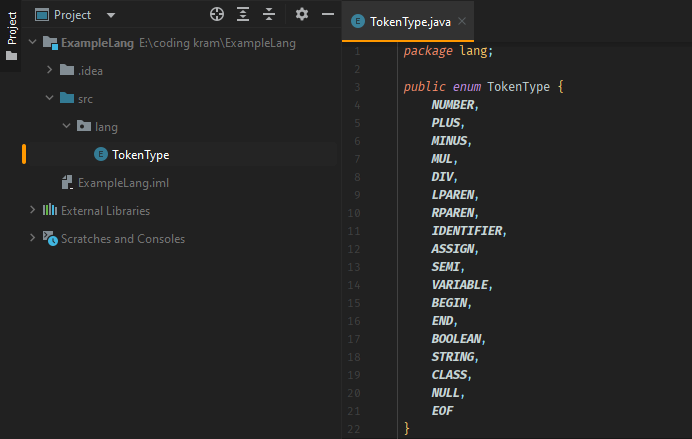 Project
Project
ExampleLang E:\coding kram\ExampleLang
.idea
src
lang
E TokenType
ExampleLang.iml
External Libraries
Scratches and Consoles
E TokenType.java
1 package lang;
2
3 public enum TokenType {
4 NUMBER,
5 PLUS,
6 MINUS,
7 MUL,
8 DIV,
9 LPAREN,
10 RPAREN,
11 IDENTIFIER,
12 ASSIGN,
13 SEMI,
14 VARIABLE,
15 BEGIN,
16 END,
17 BOOLEAN,
18 STRING,
19 CLASS,
20 NULL,
21 EOF
22 }